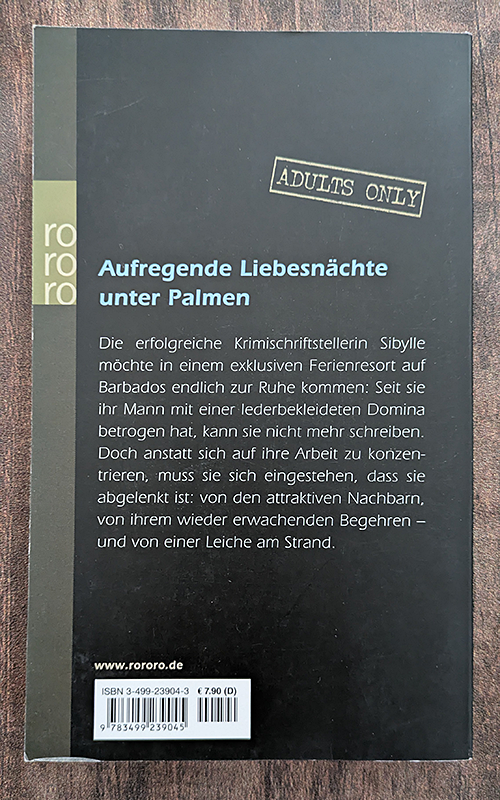 ADULTS ONLY
ro
ro
ro
Aufregende Liebesnächte
unter Palmen
Die erfolgreiche Krimischriftstellerin Sibylle
möchte in einem exklusiven Ferienresort auf
Barbados endlich zur Ruhe kommen: Seit sie
ihr Mann mit einer lederbekleideten Domina
betrogen hat, kann sie nicht mehr schreiben.
Doch anstatt sich auf ihre Arbeit zu konzen-
trieren, muss sie sich eingestehen, dass sie
abgelenkt ist: von den attraktiven Nachbarn,
von ihrem wieder erwachenden Begehren –
und von einer Leiche am Strand.
www.rororo.de
ISBN 3-499-23904-3 € 7.90 (D)
9 783499 239045